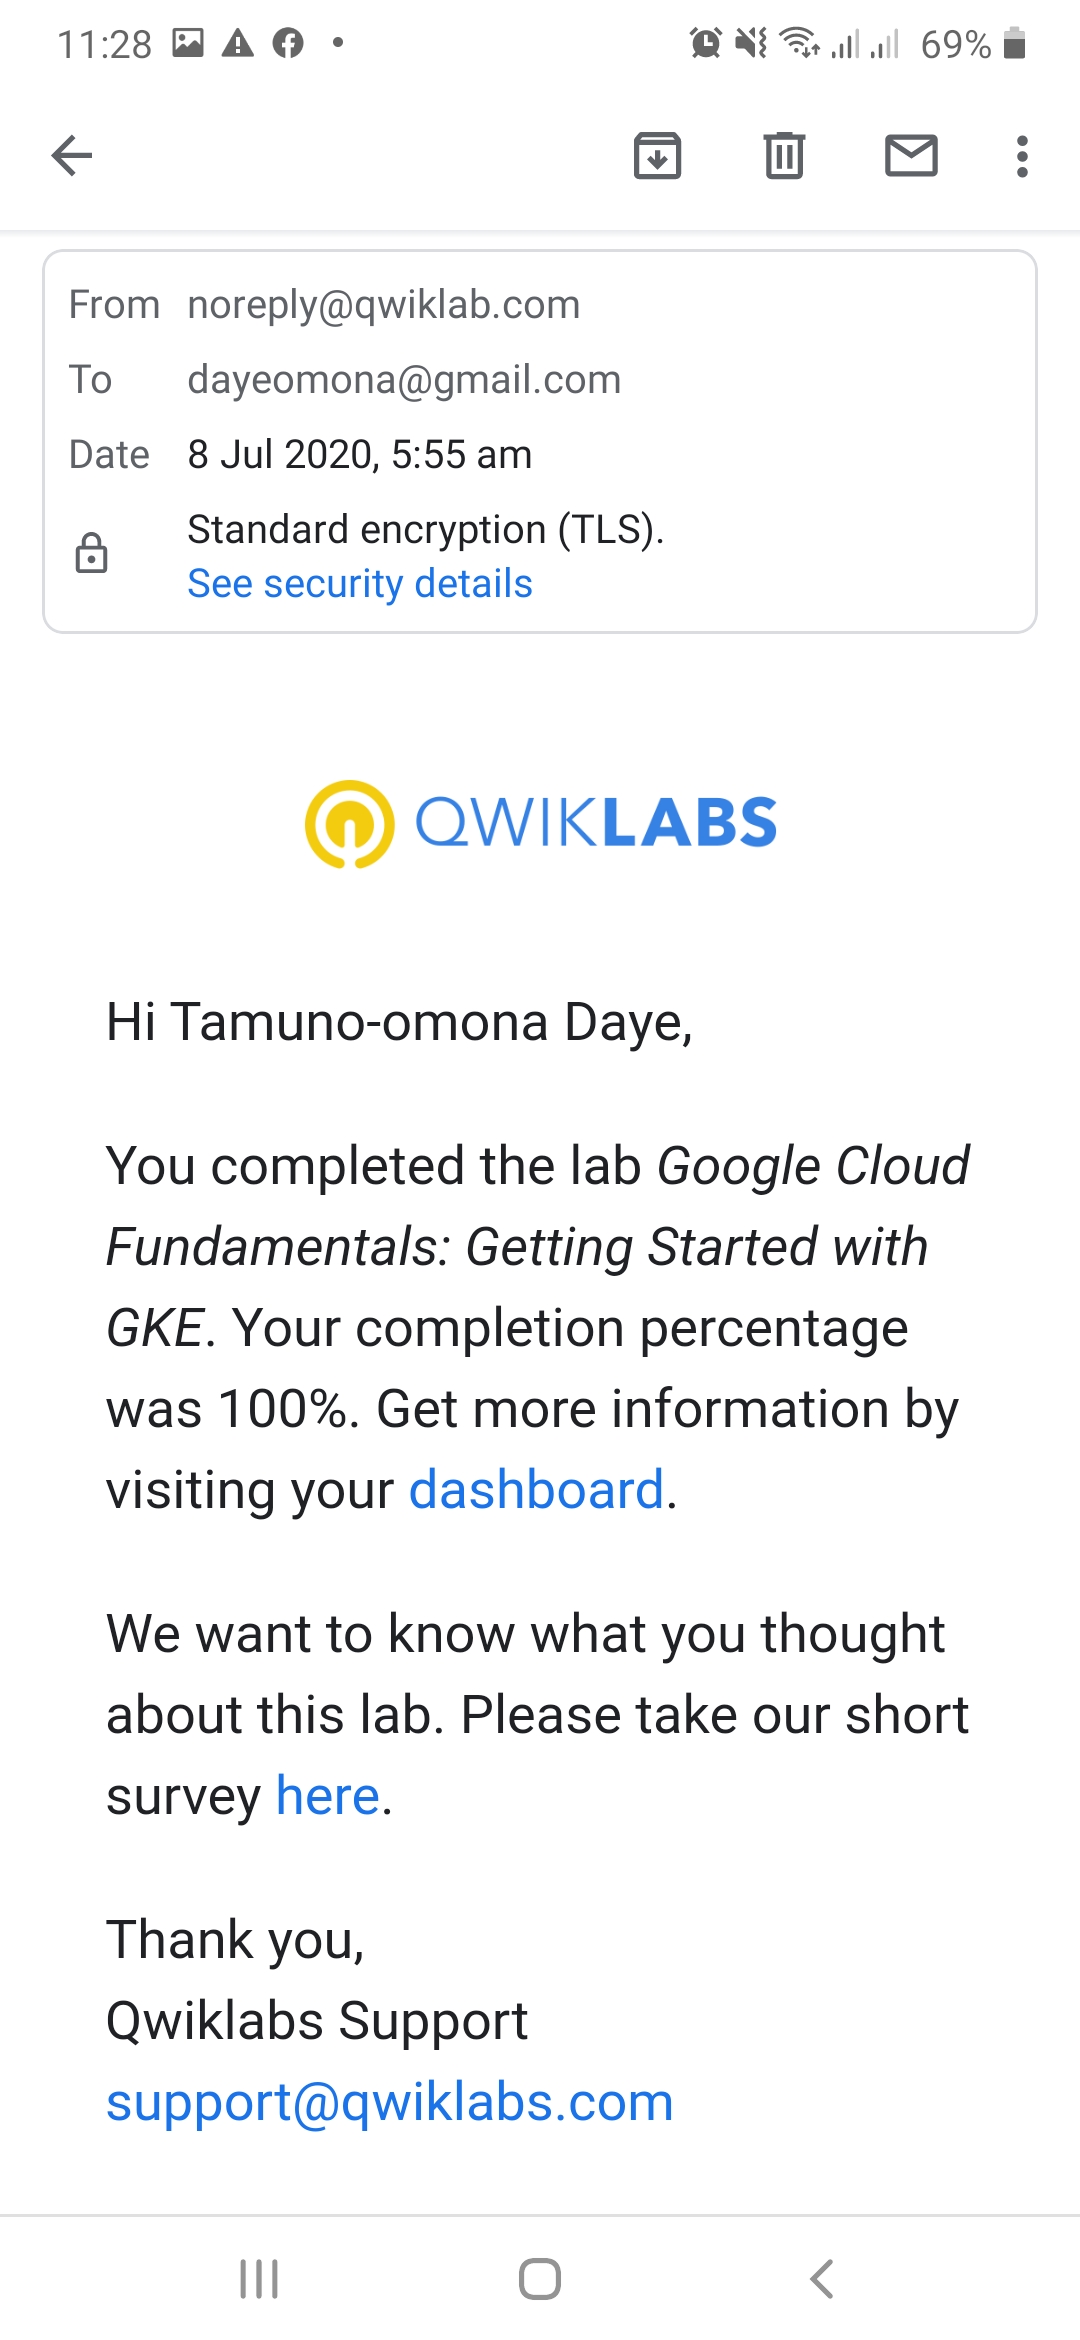 11:28 69%
From noreply@qwiklab.com
To dayeomona@gmail.com
Date 8 Jul 2020, 5:55 am
Standard encryption (TLS).
See security details
QWIKLABS
Hi Tamuno-omona Daye,
You completed the lab Google Cloud
Fundamentals: Getting Started with
GKE. Your completion percentage
was 100%. Get more information by
visiting your dashboard.
We want to know what you thought
about this lab. Please take our short
survey here.
Thank you,
Qwiklabs Support
support@qwiklabs.com